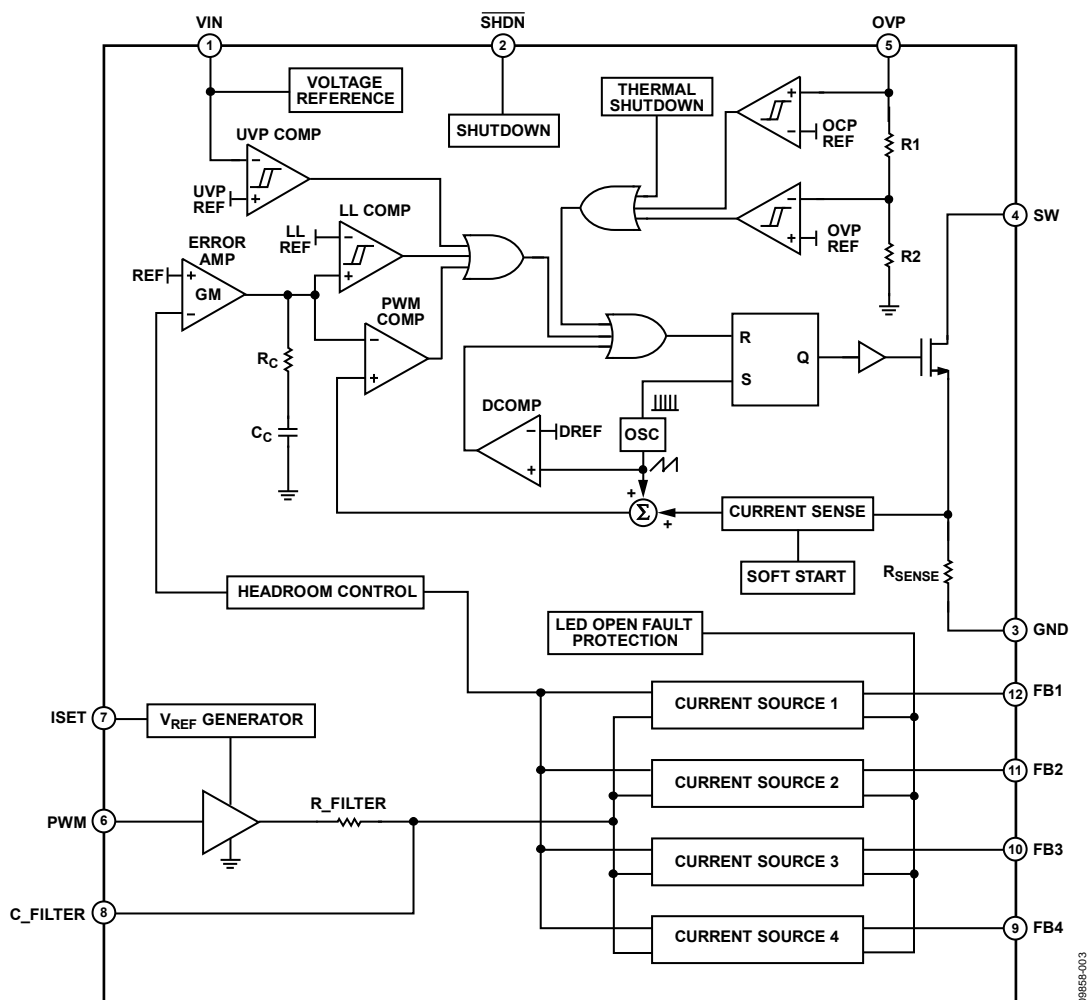 VIN
SHDN
OVP
1
2
5
VOLTAGE
REFERENCE
THERMAL
SHUTDOWN
SHUTDOWN
+
−
OCP
REF
R1
UVP COMP
−
UVP
REF
+
LL COMP
LL
REF
−
+
−
+
OVP
REF
R2
4
SW
ERROR
AMP
REF
+
GM
−
PWM
COMP
−
+
RC
CC
R
Q
S
DCOMP
−
DREF
+
OSC
+
Σ
+
CURRENT SENSE
SOFT START
RSENSE
HEADROOM CONTROL
LED OPEN FAULT
PROTECTION
3
GND
CURRENT SOURCE 1
12
FB1
ISET
7
VREF GENERATOR
CURRENT SOURCE 2
11
FB2
PWM
6
R_FILTER
CURRENT SOURCE 3
10
FB3
C_FILTER
8
CURRENT SOURCE 4
9
FB4
09858-003